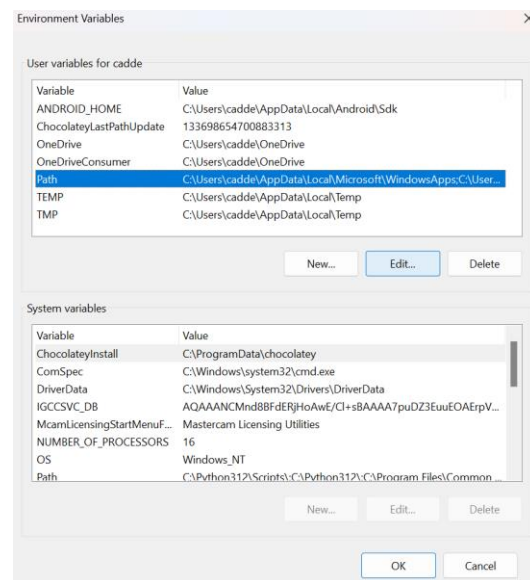 Environment Variables
User variables for cadde
Variable Value
ANDROID_HOME C:\Users\cadde\AppData\Local\Android\Sdk
ChocolateyLastPathUpdate 133698654700883313
OneDrive C:\Users\cadde\OneDrive
OneDriveConsumer C:\Users\cadde\OneDrive
Path C:\Users\cadde\AppData\Local\Microsoft\WindowsApps;C:\User...
TEMP C:\Users\cadde\AppData\Local\Temp
TMP C:\Users\cadde\AppData\Local\Temp
New... Edit... Delete
System variables
Variable Value
ChocolateyInstall C:\ProgramData\chocolatey
ComSpec C:\Windows\system32\cmd.exe
DriverData C:\Windows\System32\Drivers\DriverData
IGCCSVC_DB AQAAANCMnd8BFdERjHoAwE/Cl+sBAAAA7puDZ3EuuEOAErpV...
McamLicensingStartMenuF... Mastercam Licensing Utilities
NUMBER_OF_PROCESSORS 16
OS Windows_NT
Path C:\Python312\Scripts\;C:\Python312\;C:\Program Files\Common ...
New... Edit... Delete
OK Cancel